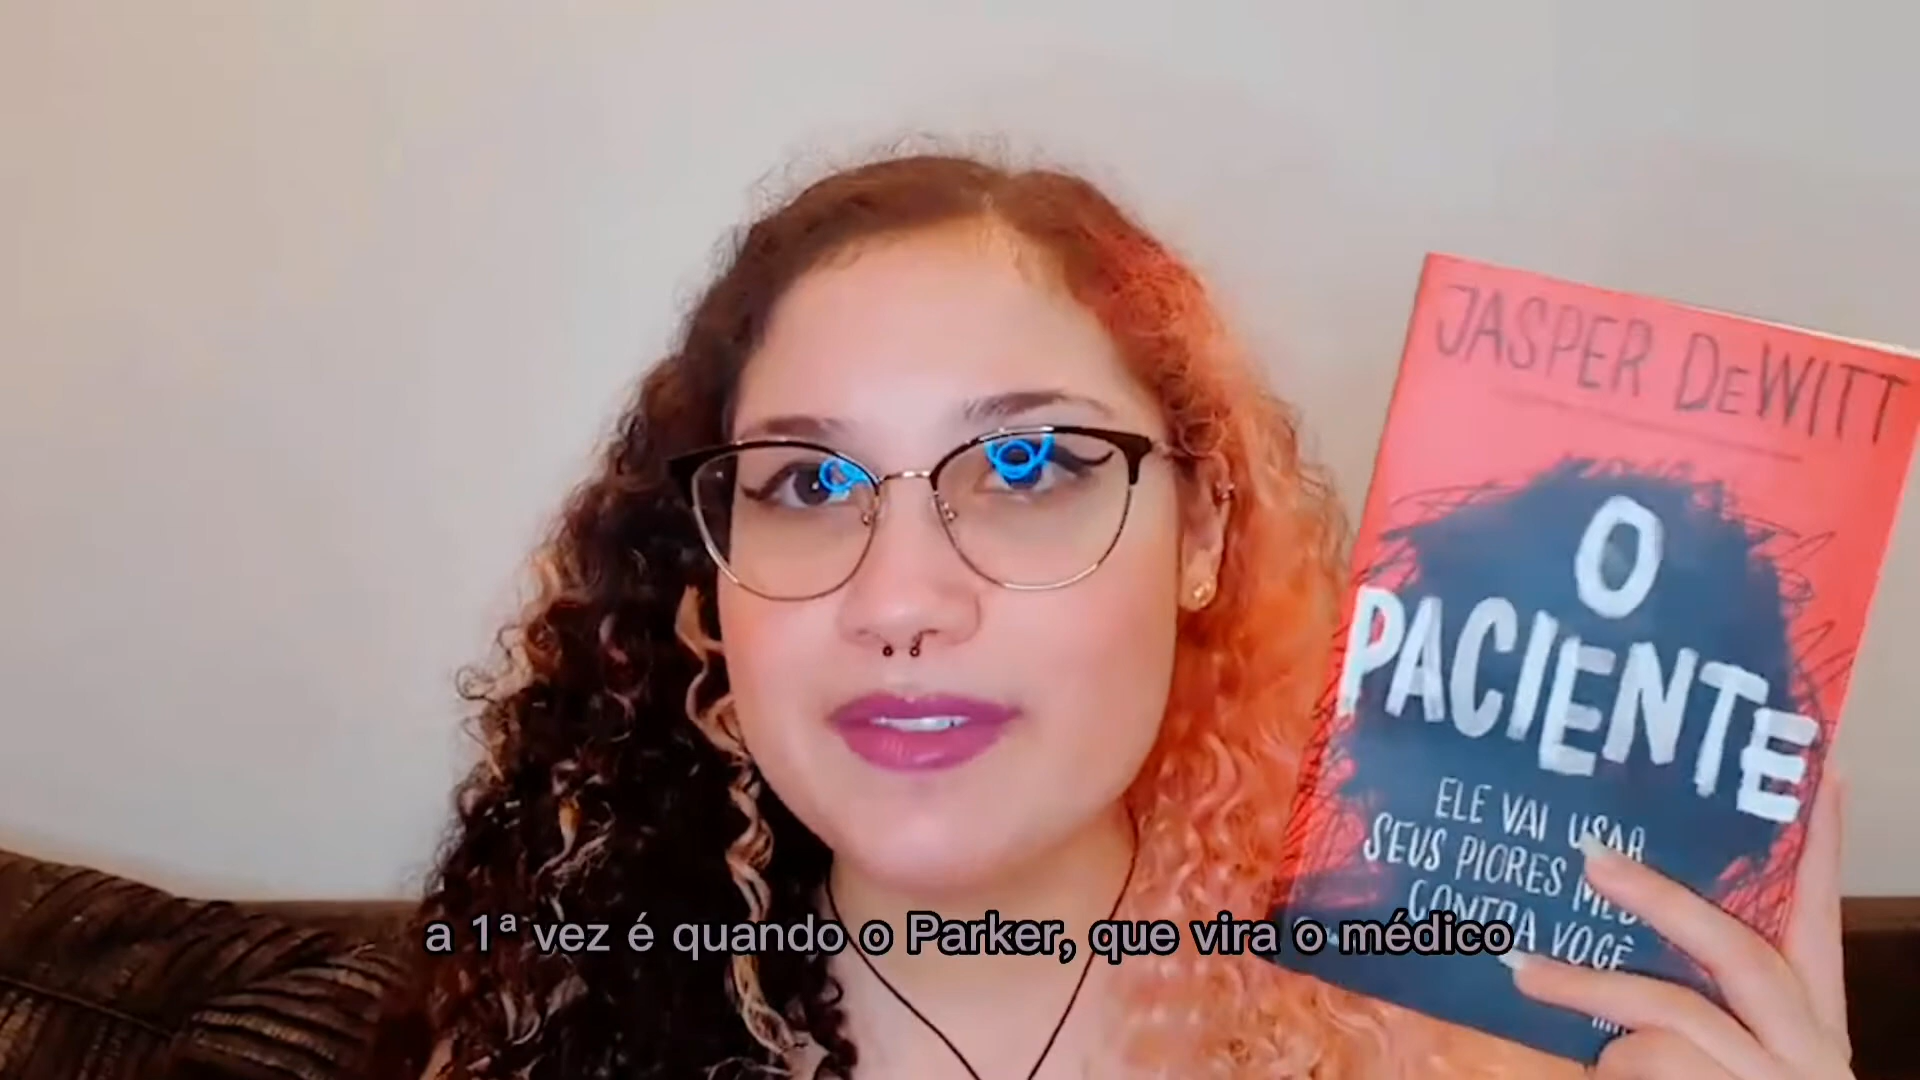 JASPER DEWITT
O
PACIENTE
ELE VAI USAR
SEUS PIORES
CONTRA VOCÊ
a 1ª vez é quando o Parker, que vira o médico